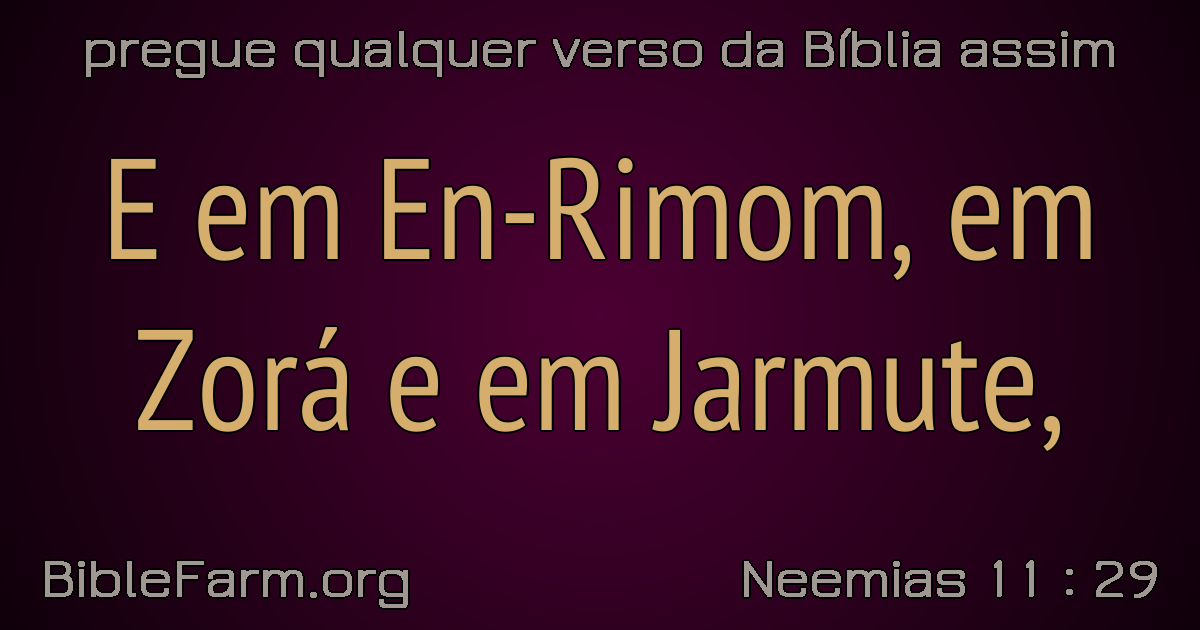 pregue qualquer verso da Bíblia assim
E em En-Rimom, em
Zorá e em Jarmute,
BibleFarm.org
Neemias 11 : 29